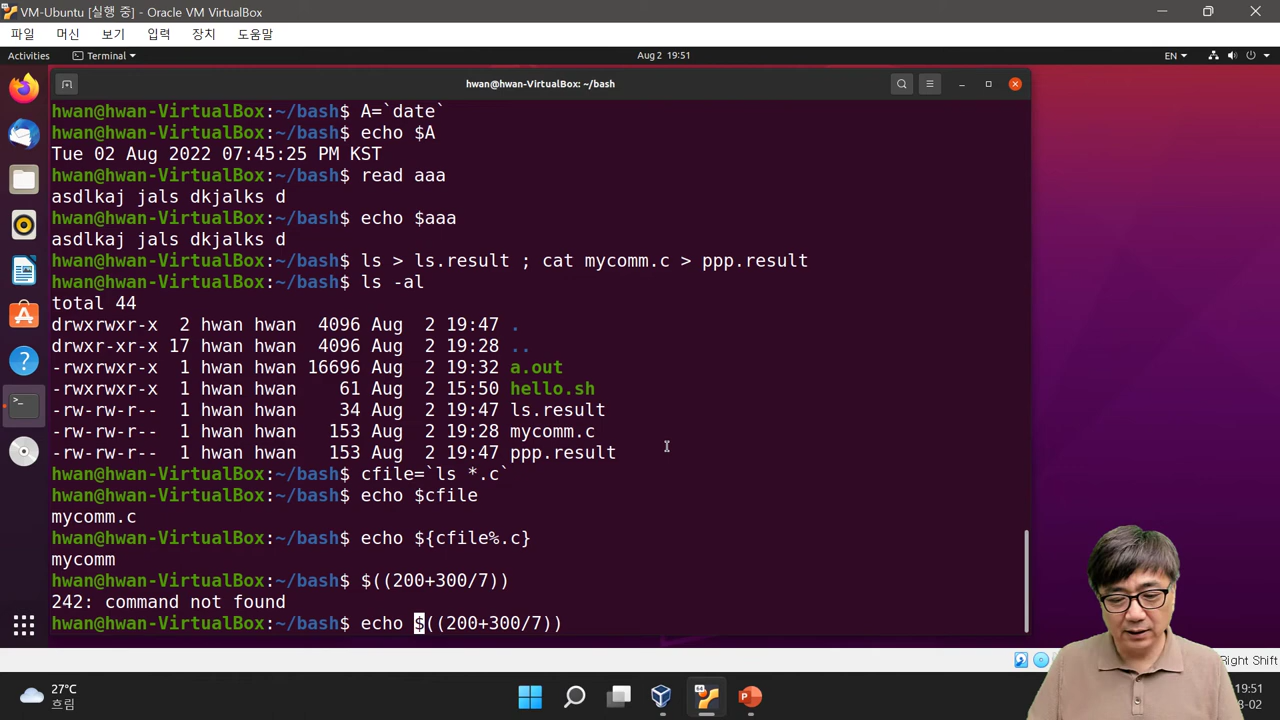 VM-Ubuntu [실행 중] - Oracle VM VirtualBox
파일 머신 보기 입력 장치 도움말
Activities Terminal Aug 2 19:51 EN
hwan@hwan-VirtualBox: ~/bash
hwan@hwan-VirtualBox:~/bash$ A=`date`
hwan@hwan-VirtualBox:~/bash$ echo $A
Tue 02 Aug 2022 07:45:25 PM KST
hwan@hwan-VirtualBox:~/bash$ read aaa
asdlkaj jals dkjalks d
hwan@hwan-VirtualBox:~/bash$ echo $aaa
asdlkaj jals dkjalks d
hwan@hwan-VirtualBox:~/bash$ ls > ls.result ; cat mycomm.c > ppp.result
hwan@hwan-VirtualBox:~/bash$ ls -al
total 44
drwxrwxr-x 2 hwan hwan 4096 Aug 2 19:47 .
drwxr-xr-x 17 hwan hwan 4096 Aug 2 19:28 ..
-rwxrwxr-x 1 hwan hwan 16696 Aug 2 19:32 a.out
-rwxrwxr-x 1 hwan hwan 61 Aug 2 15:50 hello.sh
-rw-rw-r-- 1 hwan hwan 34 Aug 2 19:47 ls.result
-rw-rw-r-- 1 hwan hwan 153 Aug 2 19:28 mycomm.c
-rw-rw-r-- 1 hwan hwan 153 Aug 2 19:47 ppp.result
hwan@hwan-VirtualBox:~/bash$ cfile=`ls *.c`
hwan@hwan-VirtualBox:~/bash$ echo $cfile
mycomm.c
hwan@hwan-VirtualBox:~/bash$ echo ${cfile%.c}
mycomm
hwan@hwan-VirtualBox:~/bash$ $((200+300/7))
242: command not found
hwan@hwan-VirtualBox:~/bash$ echo $((200+300/7))
Right Shift
27°C
흐림
19:51
-02